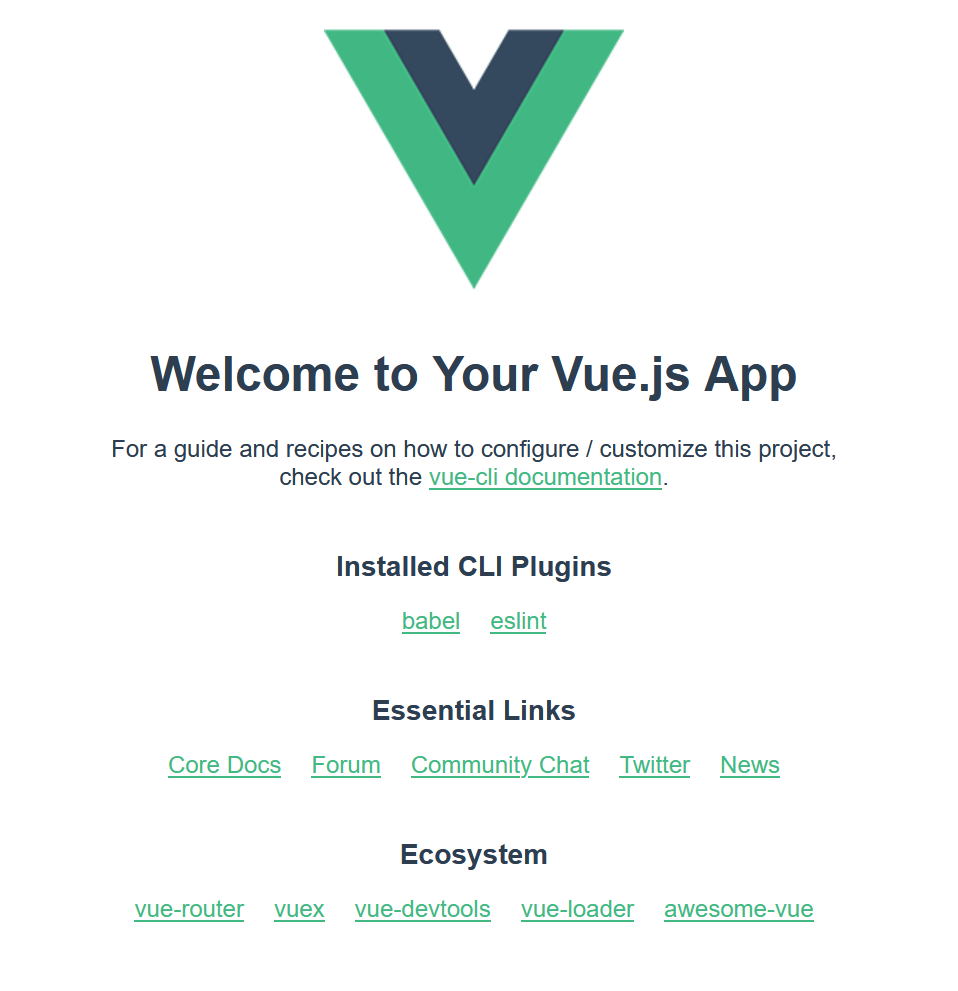 Welcome to Your Vue.js App
For a guide and recipes on how to configure / customize this project,
check out the vue-cli documentation.
Installed CLI Plugins
babel eslint
Essential Links
Core Docs Forum Community Chat Twitter News
Ecosystem
vue-router vuex vue-devtools vue-loader awesome-vue